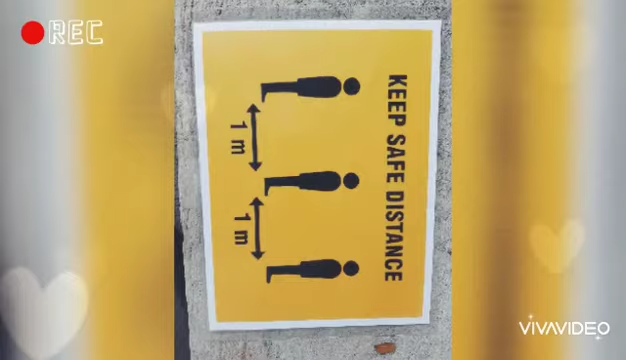 REC
KEEP SAFE DISTANCE
1 m
1 m
VIVAVIDEO